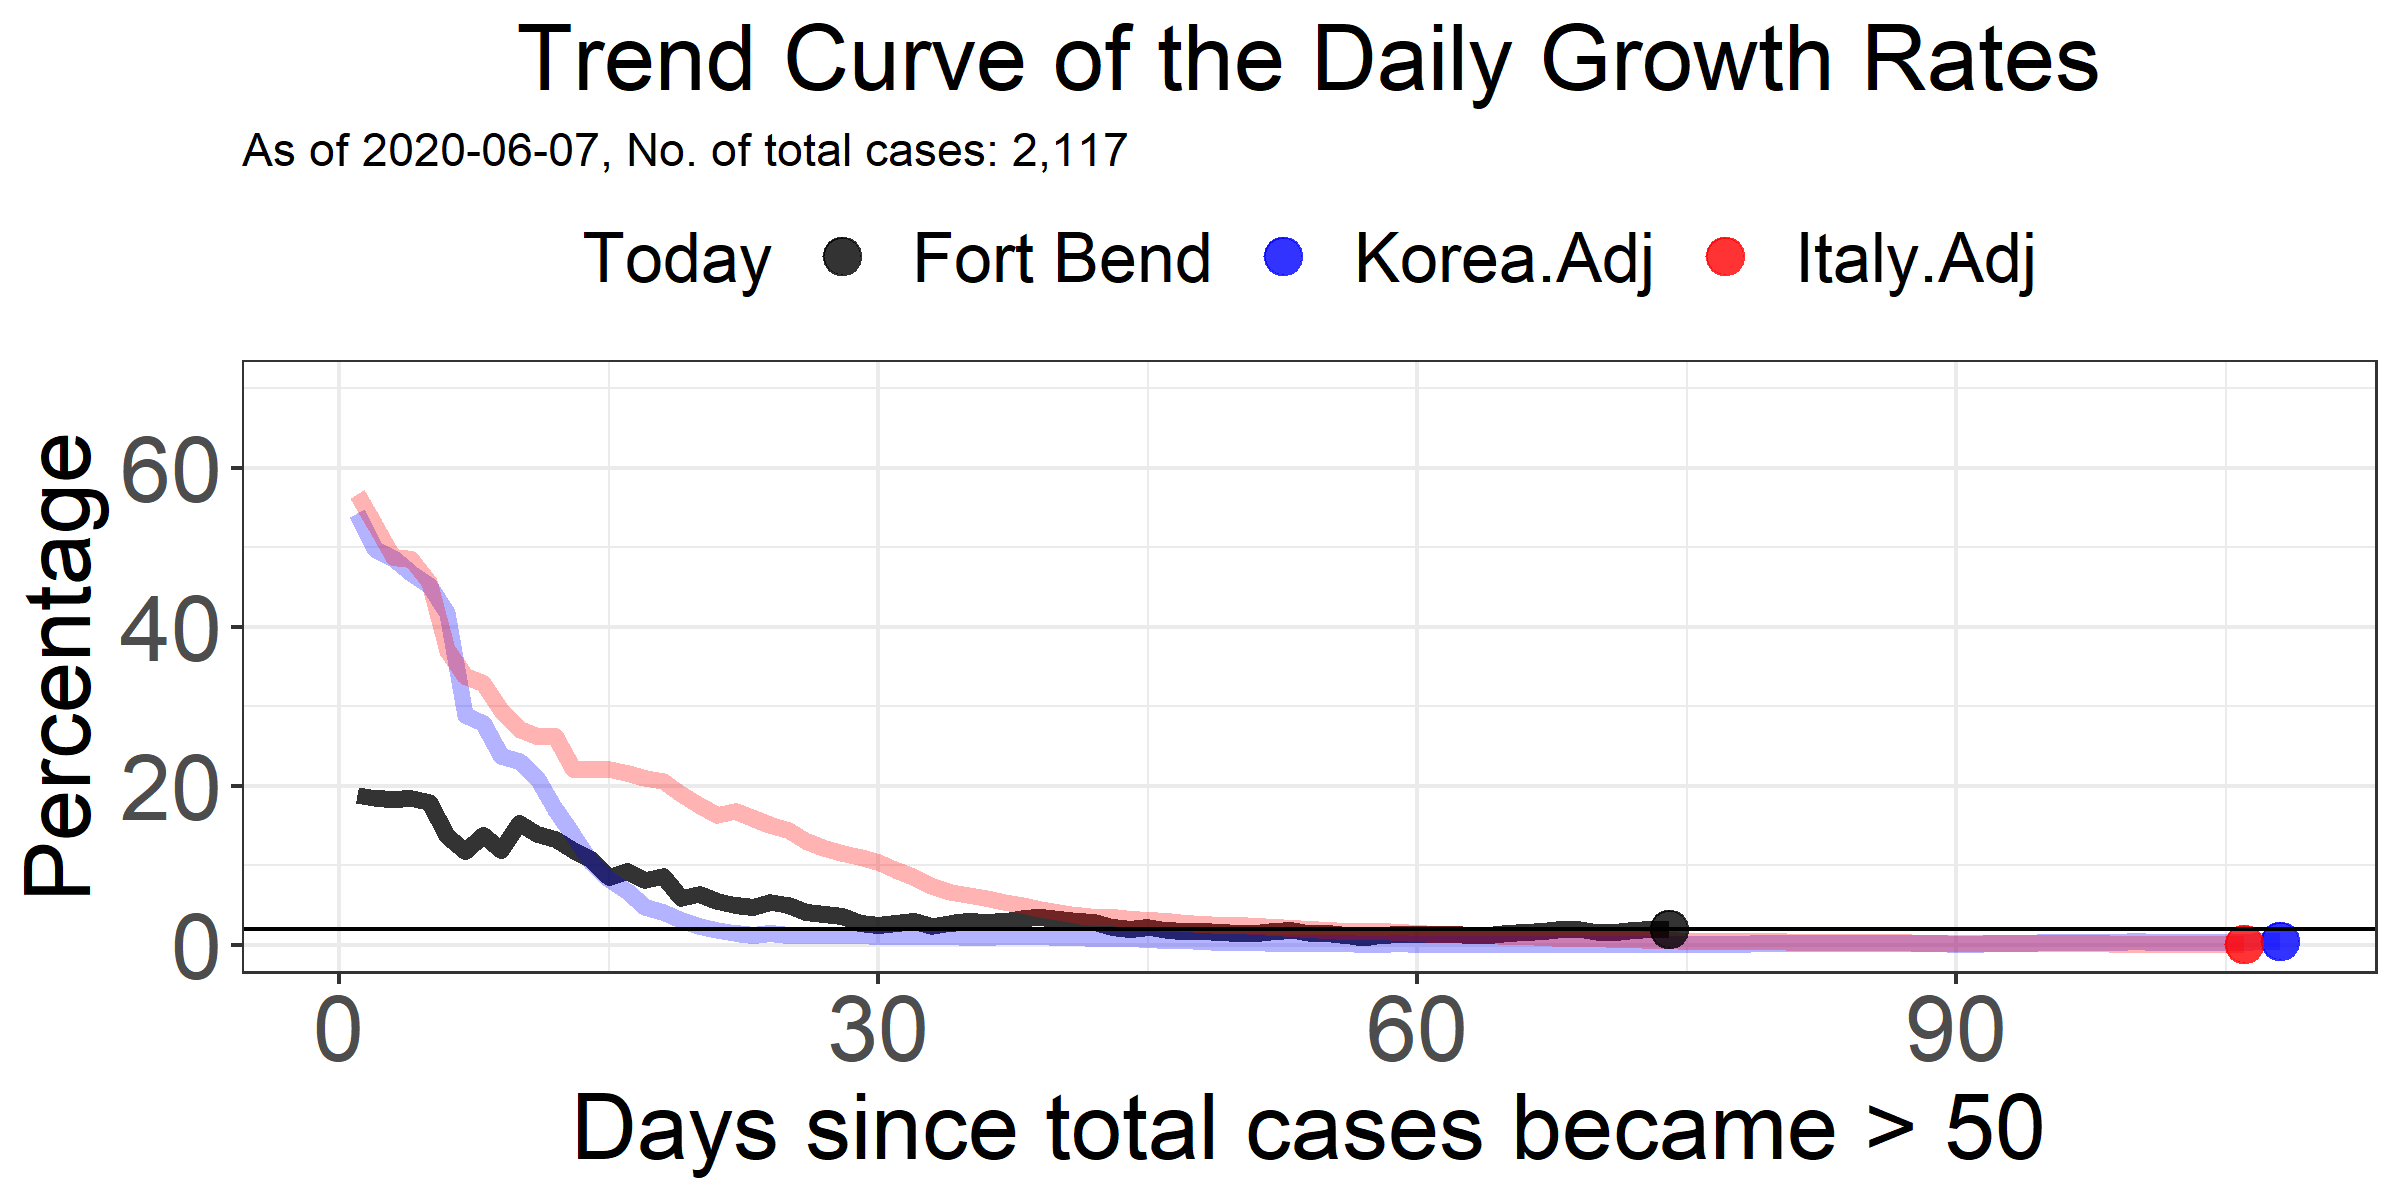 Trend Curve of the Daily Growth Rates
As of 2020-06-07, No. of total cases: 2,117
Today Fort Bend Korea.Adj Italy.Adj
Percentage
60
40
20
0
0 30 60 90
Days since total cases became > 50